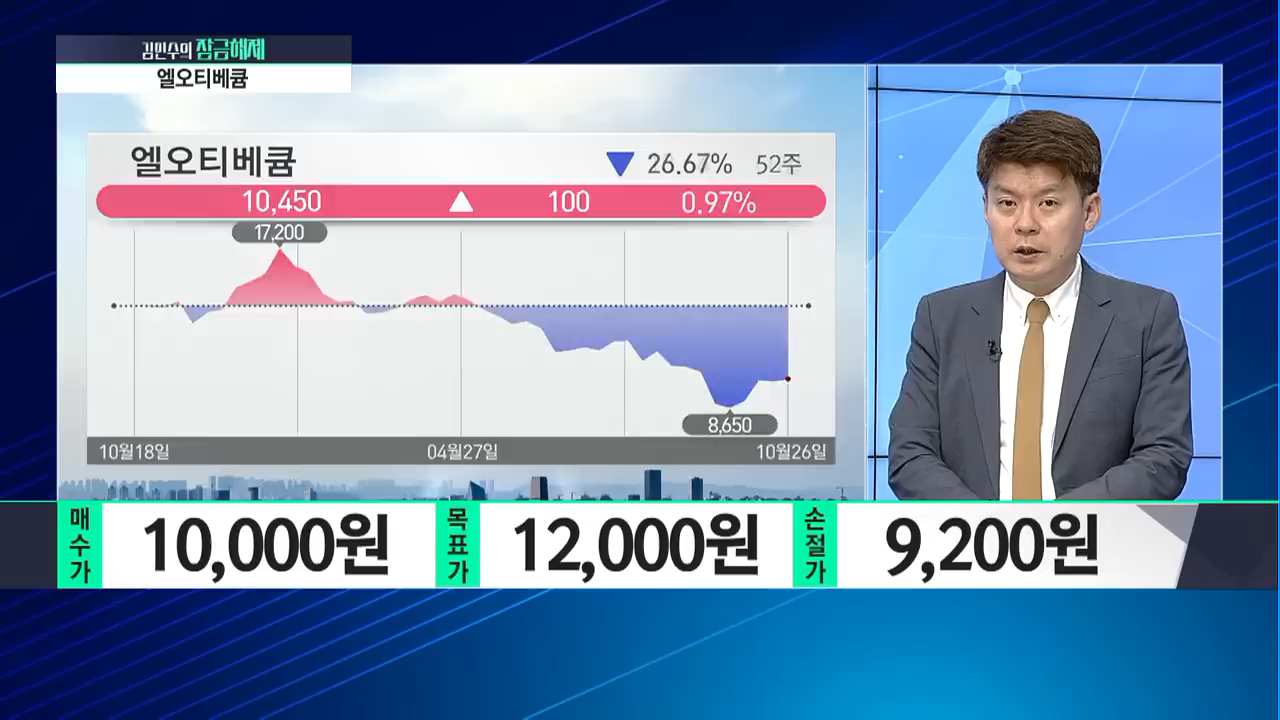 김민수의 잠금해제
엘오티베큠
엘오티베큠 ▼ 26.67% 52주
10,450 ▲ 100 0.97%
17,200
8,650
10월18일 04월27일 10월26일
매수가 10,000원 목표가 12,000원 손절가 9,200원